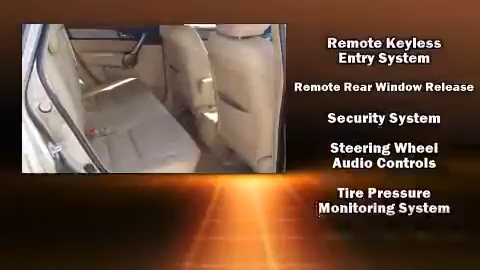 Remote Keyless
Entry System
Remote Rear Window Release
Security System
Steering Wheel
Audio Controls
Tire Pressure
Monitoring System